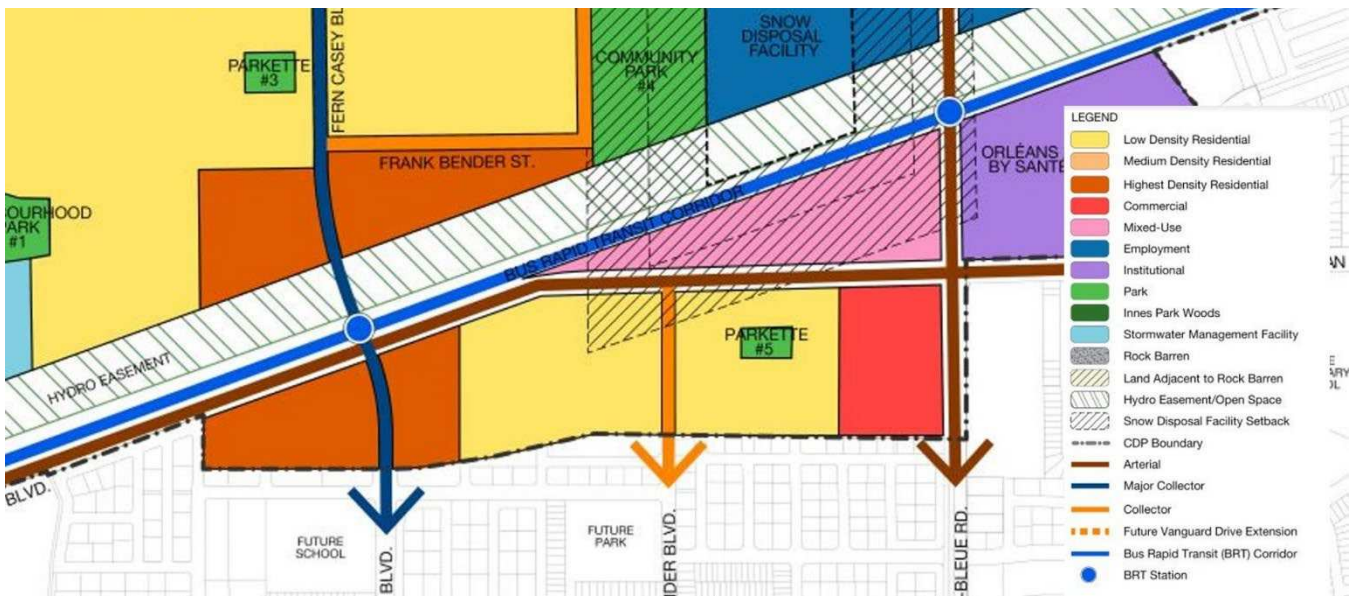 SNOW
DISPOSAL
FACILITY
FERN CASEY BL
PARKETTE
#3
COMMUNITY
PARK
#4
FRANK BENDER ST.
ORLÉANS
BY SANTÉ
BOURHOOD
PARK
#1
BUS RAPID TRANSIT CORRIDOR
HYDRO EASEMENT
PARKETTE
#5
BLVD.
FUTURE
SCHOOL
BLVD.
FUTURE
PARK
DER BLVD.
-BLEUE RD.
AN
LEGEND
Low Density Residential
Medium Density Residential
Highest Density Residential
Commercial
Mixed-Use
Employment
Institutional
Park
Innes Park Woods
Stormwater Management Facility
Rock Barren
Land Adjacent to Rock Barren
Hydro Easement/Open Space
Snow Disposal Facility Setback
CDP Boundary
Arterial
Major Collector
Collector
Future Vanguard Drive Extension
Bus Rapid Transit (BRT) Corridor
BRT Station